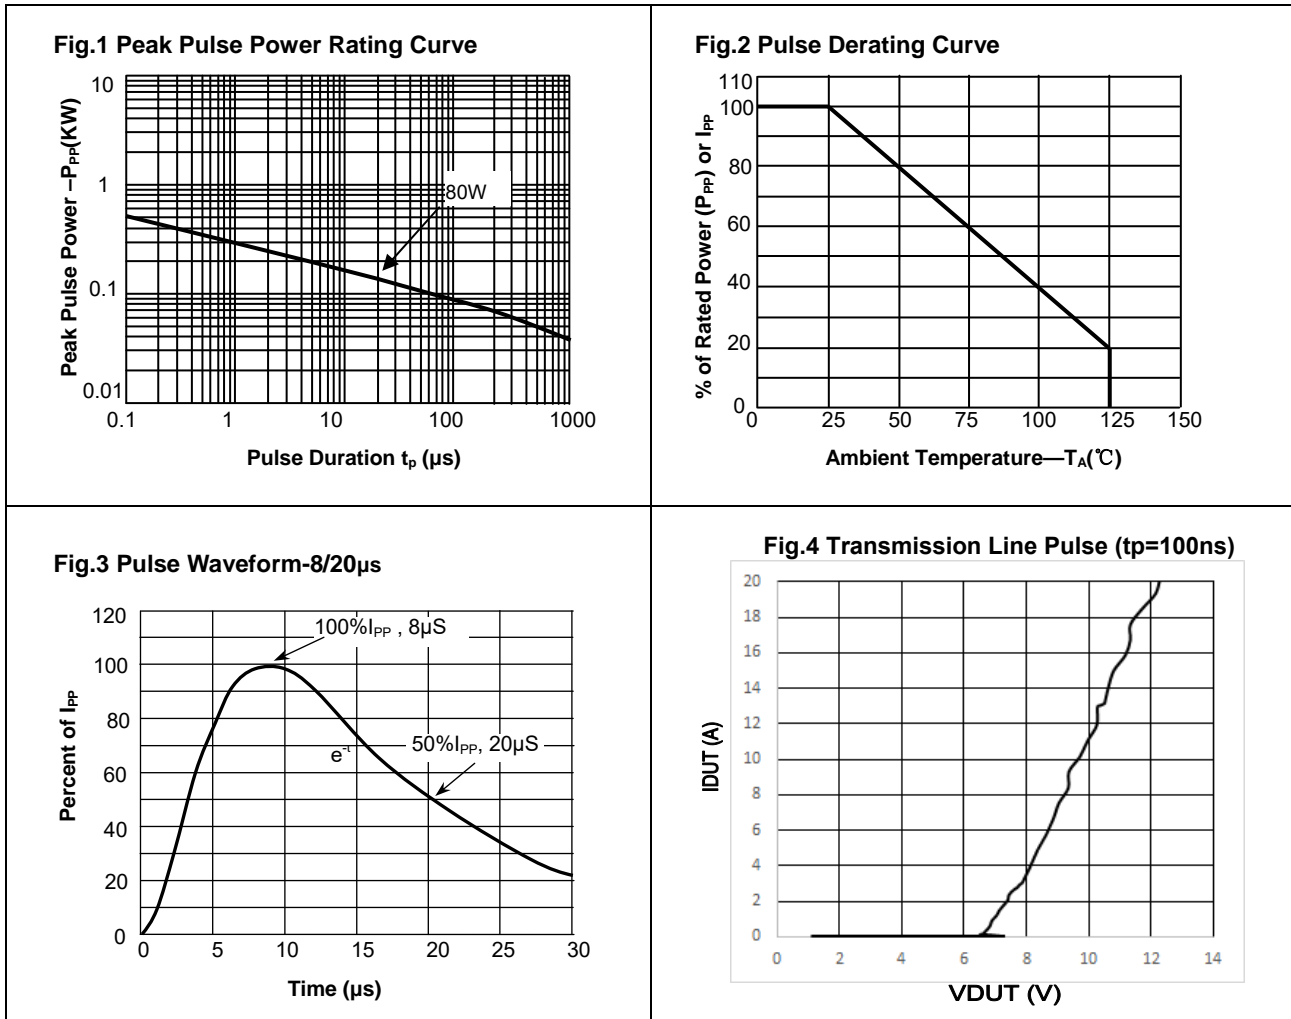 Fig.1 Peak Pulse Power Rating Curve
Peak Pulse Power –PPP(KW)
10
1
0.1
0.01
80W
0.1 1 10 100 1000
Pulse Duration tp (µs)
Fig.2 Pulse Derating Curve
% of Rated Power (PPP) or IPP
110
100
80
60
40
20
0
0 25 50 75 100 125 150
Ambient Temperature—TA(℃)
Fig.3 Pulse Waveform-8/20µs
Percent of IPP
120
100
80
60
40
20
0
100%IPP , 8µS
e-t
50%IPP, 20µS
0 5 10 15 20 25 30
Time (µs)
Fig.4 Transmission Line Pulse (tp=100ns)
IDUT (A)
20
18
16
14
12
10
8
6
4
2
0
0 2 4 6 8 10 12 14
VDUT (V)